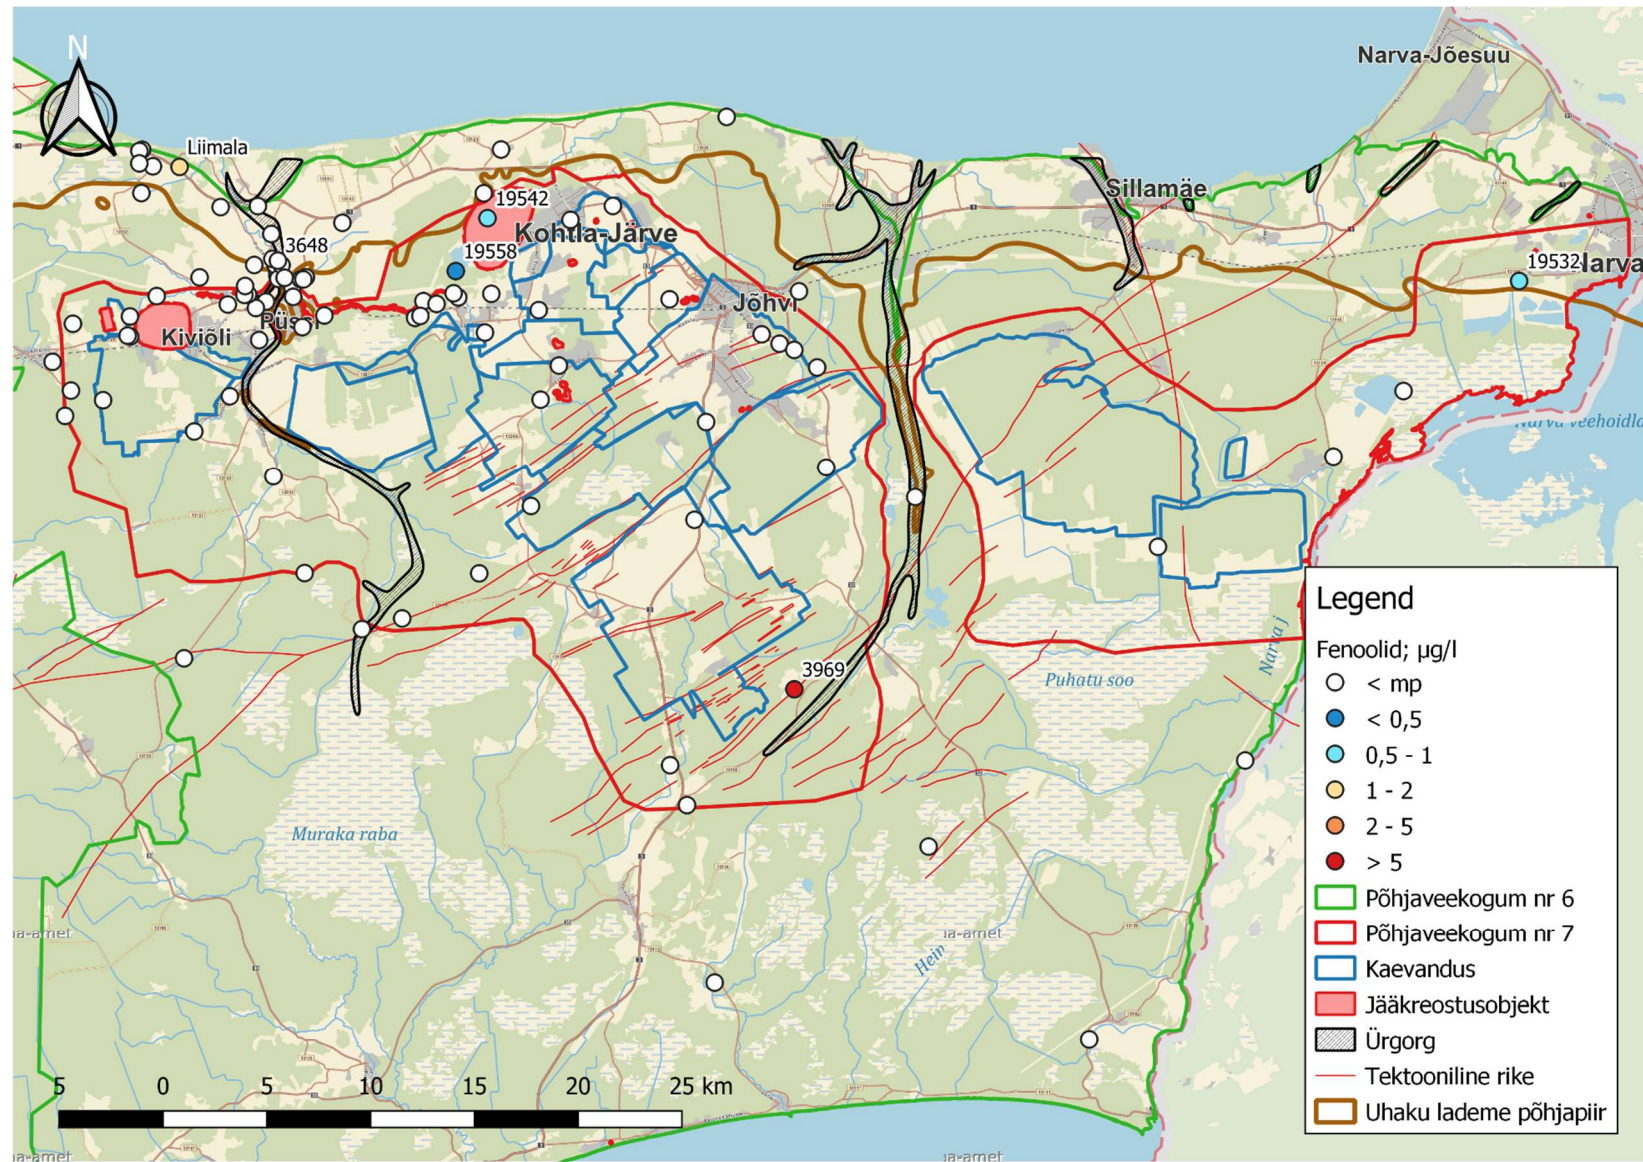 N
Narva-Jõesuu
Liimala
Sillamäe
19542
Kohtla-Järve
3648
19558
19532
Narva
Jõhvi
Püssi
Kiviõli
Narva veehoidla
Legend
Fenoolid; µg/l
< mp
< 0,5
0,5 - 1
1 - 2
2 - 5
> 5
Põhjaveekogum nr 6
Põhjaveekogum nr 7
Kaevandus
Jääkreostusobjekt
Ürgorg
Tektooniline rike
Uhaku lademe põhjapiir
Narva j
3969
Puhatu soo
Muraka raba
Hein
5 0 5 10 15 20 25 km